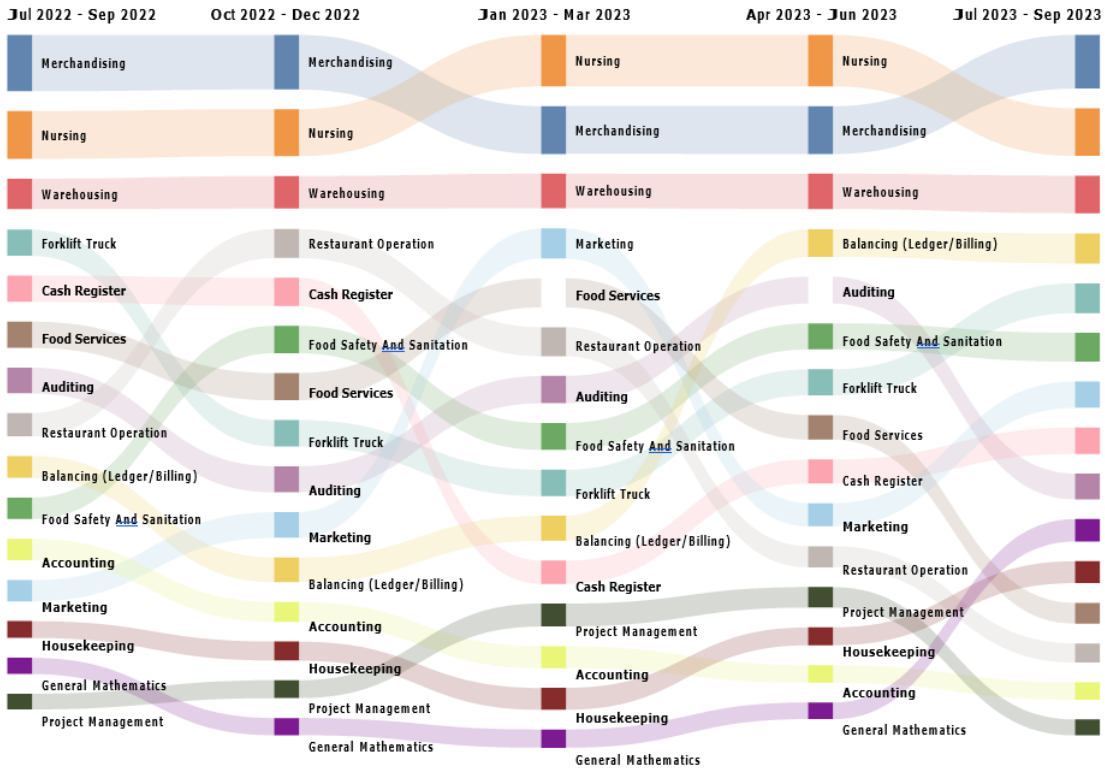 Jul 2022 - Sep 2022
Merchandising
Nursing
Warehousing
Forklift Truck
Cash Register
Food Services
Auditing
Restaurant Operation
Balancing (Ledger/Billing)
Food Safety And Sanitation
Accounting
Marketing
Housekeeping
General Mathematics
Project Management
Oct 2022 - Dec 2022
Merchandising
Nursing
Warehousing
Restaurant Operation
Cash Register
Food Safety And Sanitation
Food Services
Forklift Truck
Auditing
Marketing
Balancing (Ledger/Billing)
Accounting
Housekeeping
Project Management
General Mathematics
Jan 2023 - Mar 2023
Nursing
Merchandising
Warehousing
Marketing
Food Services
Restaurant Operation
Auditing
Food Safety And Sanitation
Forklift Truck
Balancing (Ledger/Billing)
Cash Register
Project Management
Accounting
Housekeeping
General Mathematics
Apr 2023 - Jun 2023
Nursing
Merchandising
Warehousing
Balancing (Ledger/Billing)
Auditing
Food Safety And Sanitation
Forklift Truck
Food Services
Cash Register
Marketing
Restaurant Operation
Project Management
Housekeeping
Accounting
General Mathematics
Jul 2023 - Sep 2023